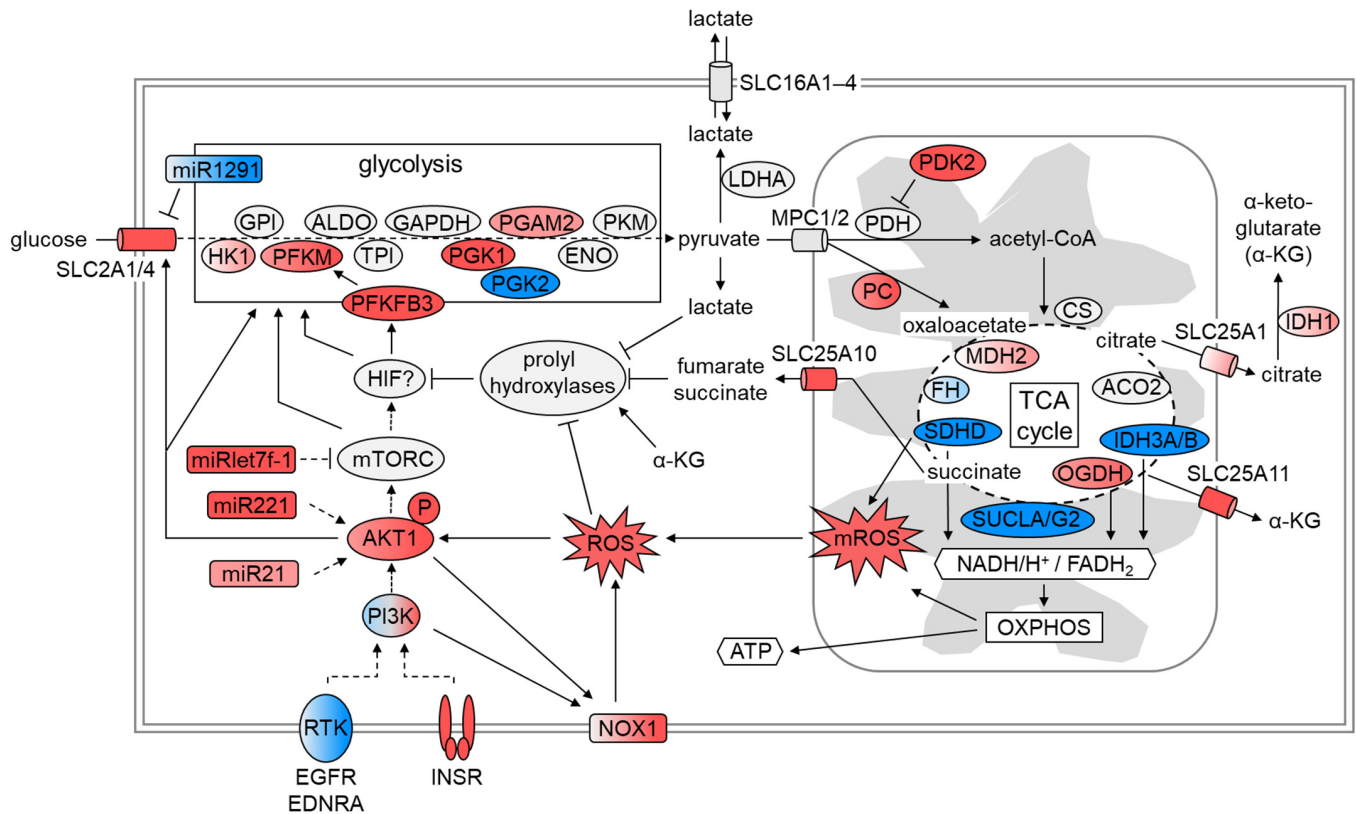 lactate
SLC16A1–4
lactate
miR1291
glycolysis
LDHA
PDK2
GPI
ALDO
GAPDH
PGAM2
PKM
MPC1/2
PDH
α-keto-
glutarate
(α-KG)
glucose
pyruvate
acetyl-CoA
SLC2A1/4
HK1
PFKM
TPI
PGK1
ENO
PGK2
PC
PFKFB3
lactate
CS
oxaloacetate
SLC25A1
IDH1
citrate
MDH2
prolyl
hydroxylases
SLC25A10
fumarate
succinate
HIF?
FH
TCA
cycle
ACO2
citrate
SDHD
IDH3A/B
miRlet7f-1
mTORC
α-KG
succinate
OGDH
SLC25A11
miR221
P
SUCLA/G2
α-KG
AKT1
ROS
mROS
miR21
NADH/H⁺ / FADH₂
PI3K
OXPHOS
ATP
RTK
NOX1
EGFR
EDNRA
INSR